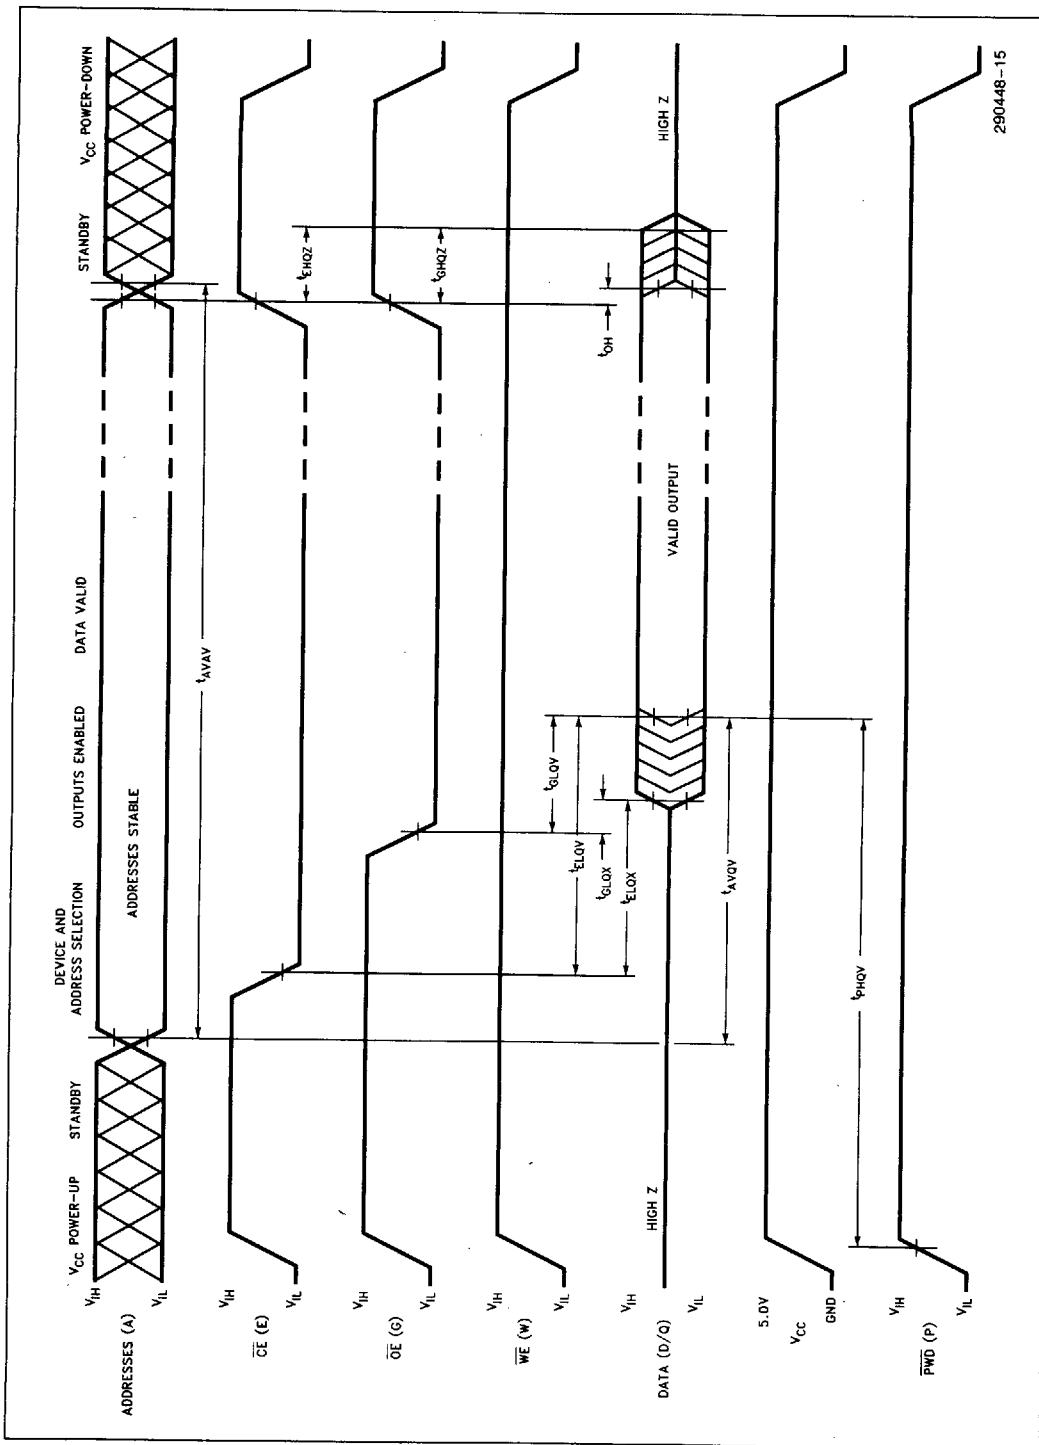 VCC POWER-UP STANDBY DEVICE AND ADDRESS SELECTION OUTPUTS ENABLED DATA VALID STANDBY VCC POWER-DOWN
VIH
ADDRESSES (A)
VIL
ADDRESSES STABLE
tAVAV
VIH
CE (E)
VIL
tEHQZ
VIH
OE (G)
VIL
tGHQZ
VIH
WE (W)
VIL
tGLQV
tELQV
tGLQX
tELQX
tOH
VIH
DATA (D/Q)
VIL
HIGH Z
VALID OUTPUT
HIGH Z
tAVQV
5.0V
VCC
GND
tPHQV
VIH
PWD (P)
VIL
290448-15